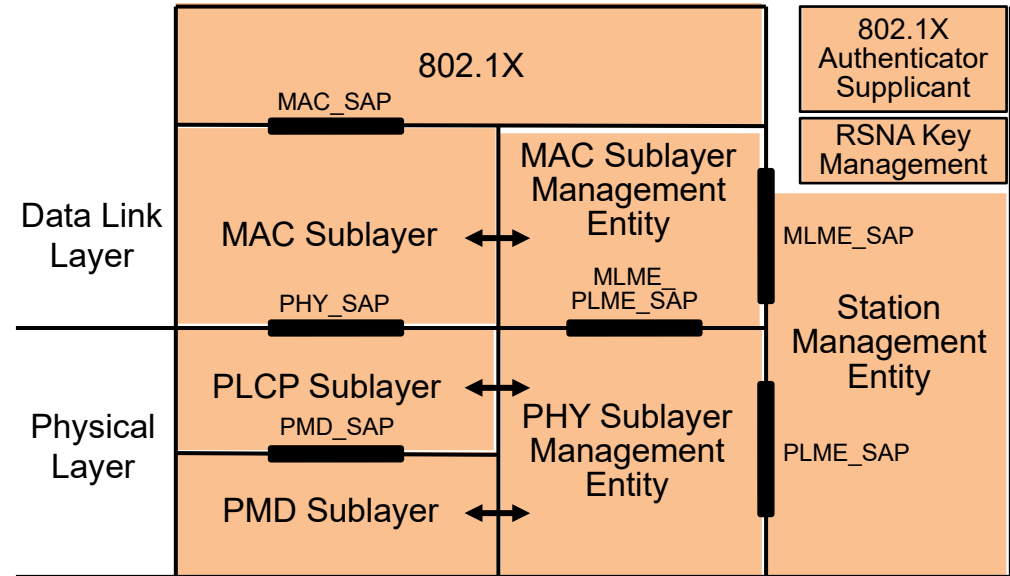 802.1X
MAC_SAP
802.1X
Authenticator
Supplicant
RSNA Key
Management
Data Link
Layer
MAC Sublayer
MAC Sublayer
Management
Entity
MLME_
PLME_SAP
PHY_SAP
MLME_SAP
Station
Management
Entity
Physical
Layer
PLCP Sublayer
PMD_SAP
PMD Sublayer
PHY Sublayer
Management
Entity
PLME_SAP